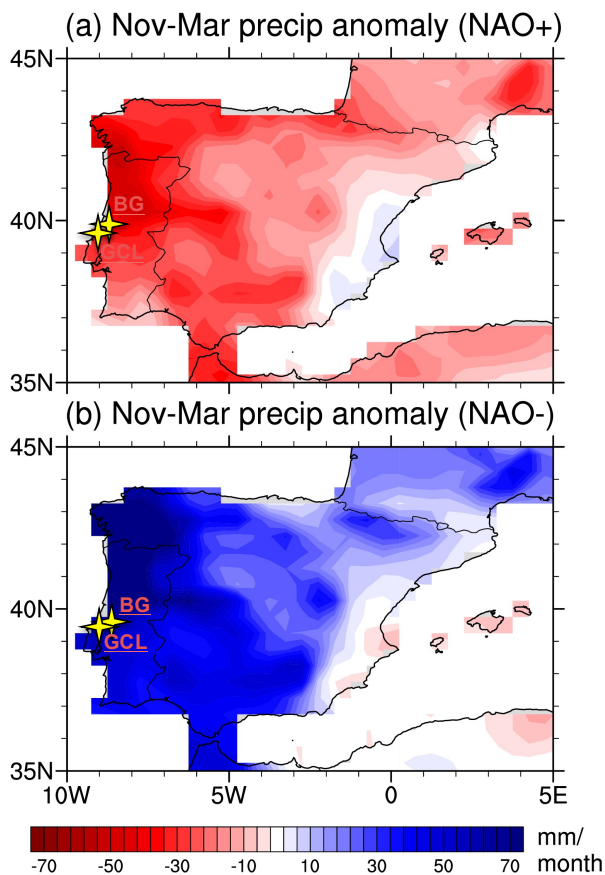 (a) Nov-Mar precip anomaly (NAO+)
45N
BG
40N
GCL
35N
(b) Nov-Mar precip anomaly (NAO-)
45N
BG
40N
GCL
35N
10W 5W 0 5E
mm/
-70 -50 -30 -10 10 30 50 70 month